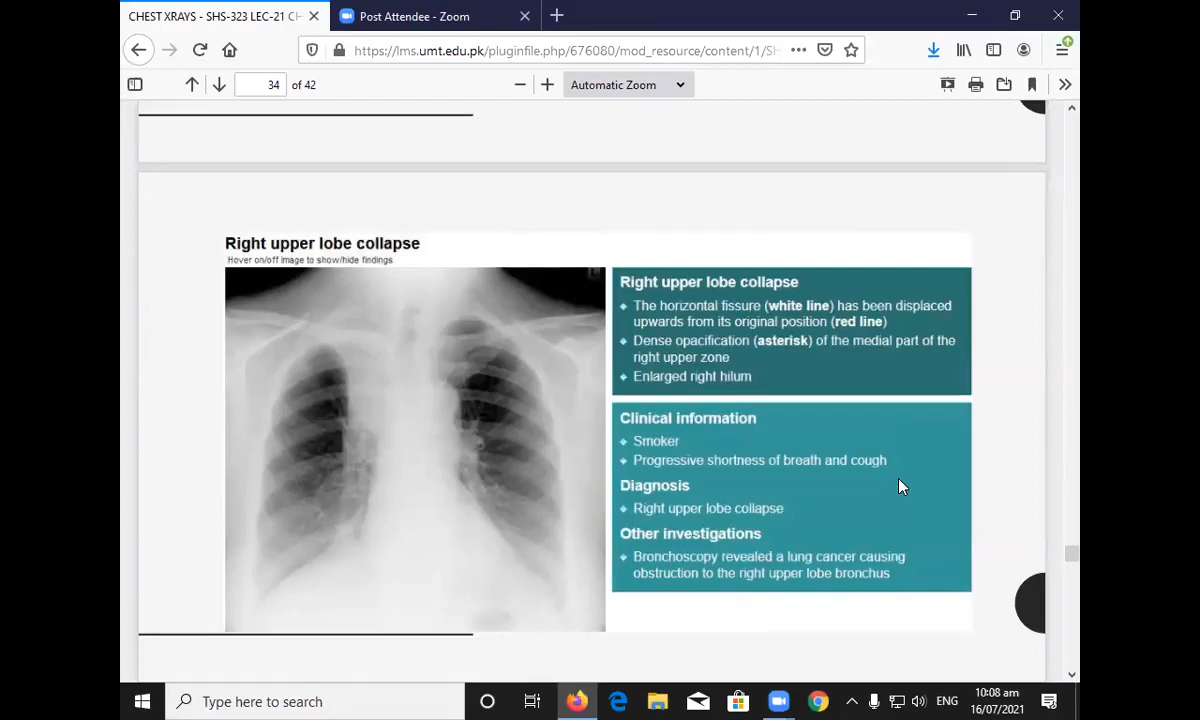 CHEST XRAYS - SHS-323 LEC-21 CH
Post Attendee - Zoom
https://lms.umt.edu.pk/pluginfile.php/676080/mod_resource/content/1/SH
34 of 42
Automatic Zoom
Right upper lobe collapse
Hover on/off image to show/hide findings
Right upper lobe collapse
The horizontal fissure (white line) has been displaced
upwards from its original position (red line)
Dense opacification (asterisk) of the medial part of the
right upper zone
Enlarged right hilum
Clinical information
Smoker
Progressive shortness of breath and cough
Diagnosis
Right upper lobe collapse
Other investigations
Bronchoscopy revealed a lung cancer causing
obstruction to the right upper lobe bronchus
Type here to search
ENG
10:08 am
16/07/2021